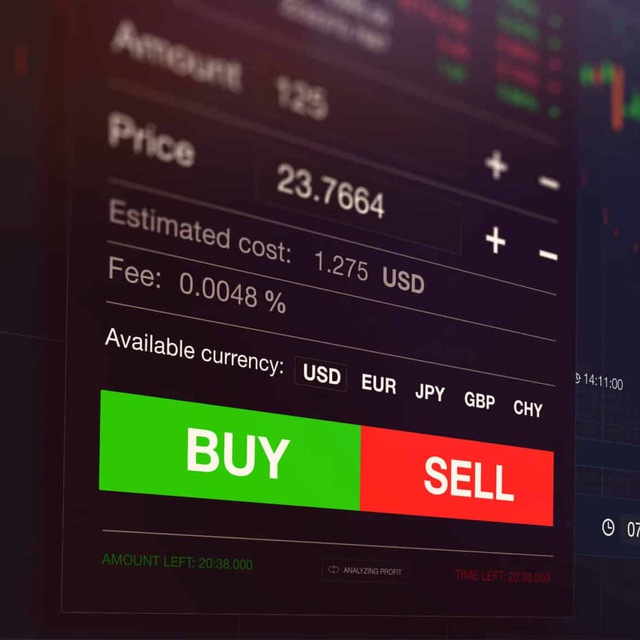 Amount 125
Price 23.7664 + −
Estimated cost: 1.275 USD + −
Fee: 0.0048 %
Available currency: USD EUR JPY GBP CHY
14:11:00
BUY SELL
07
AMOUNT LEFT: 20:38.000 ANALYZING PROFIT TIME LEFT: 20:38.000